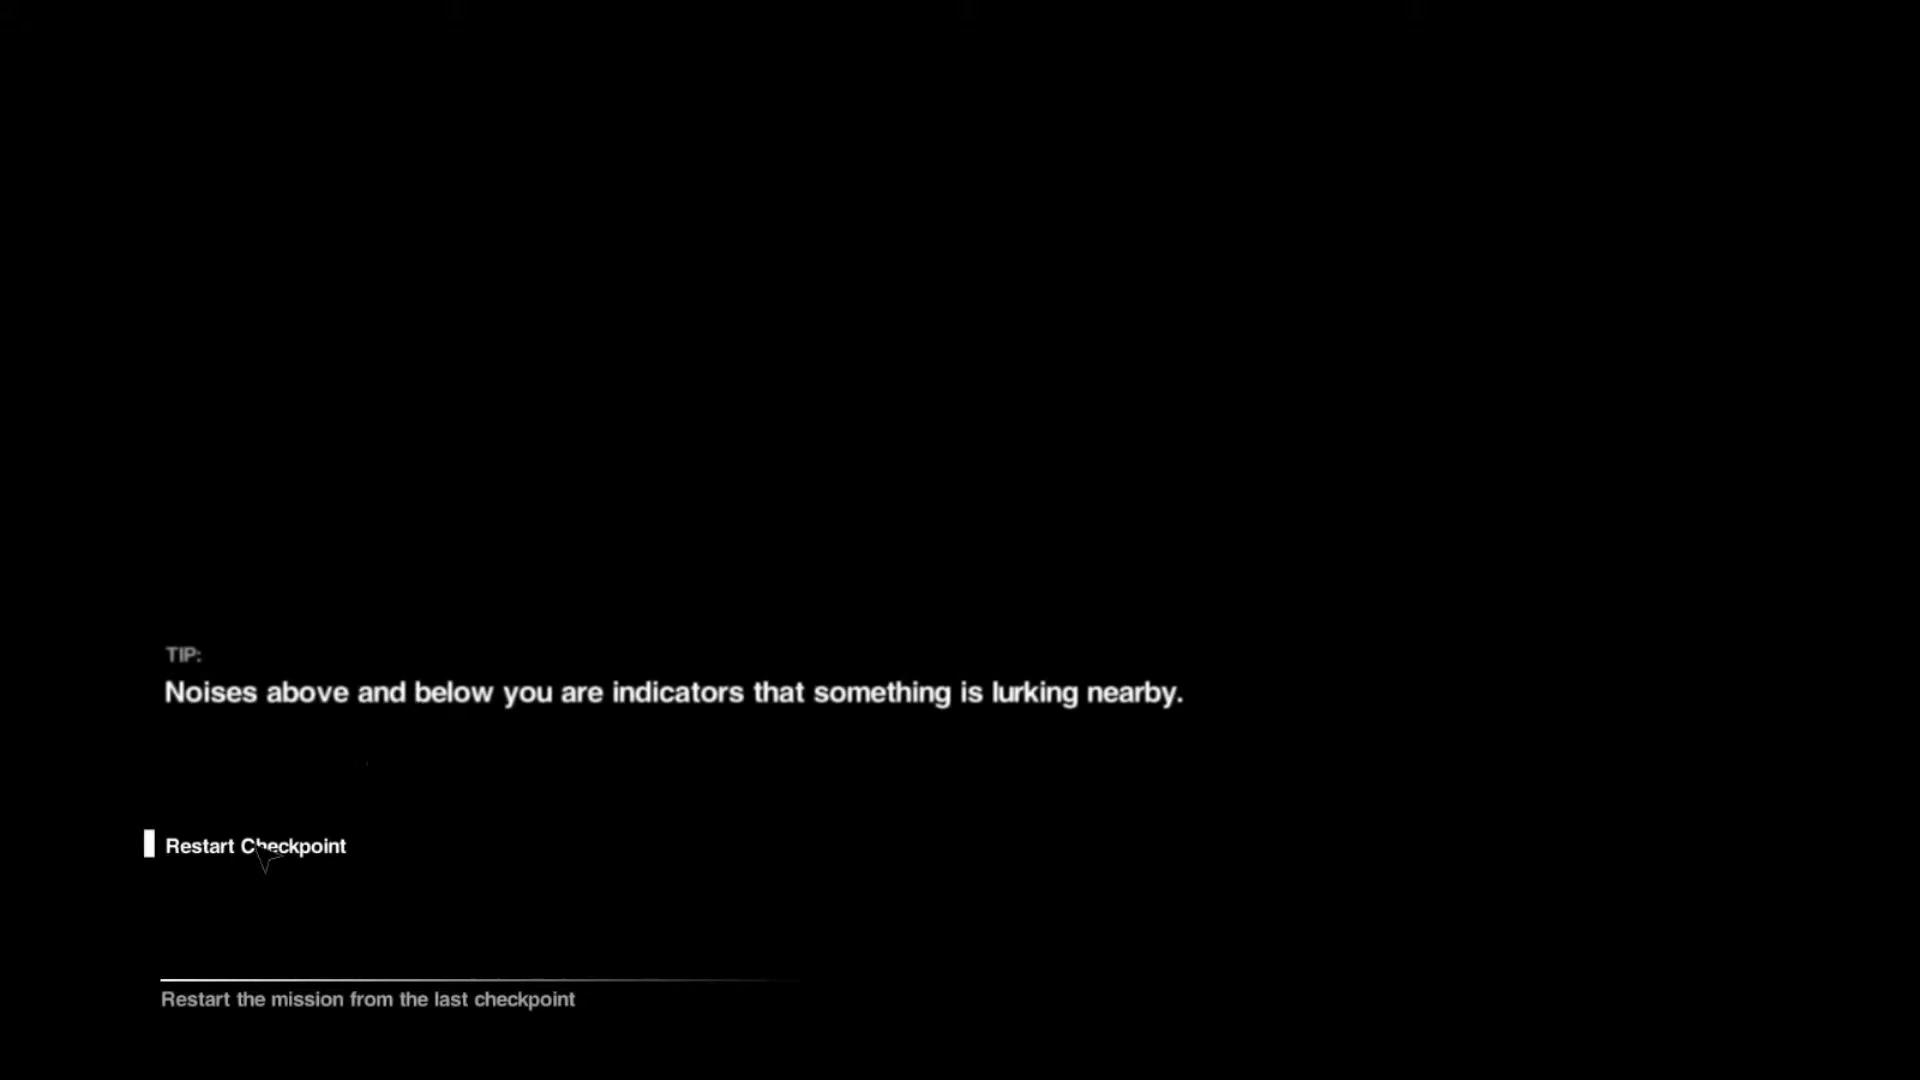 TIP:
Noises above and below you are indicators that something is lurking nearby.
Restart Checkpoint
Restart the mission from the last checkpoint